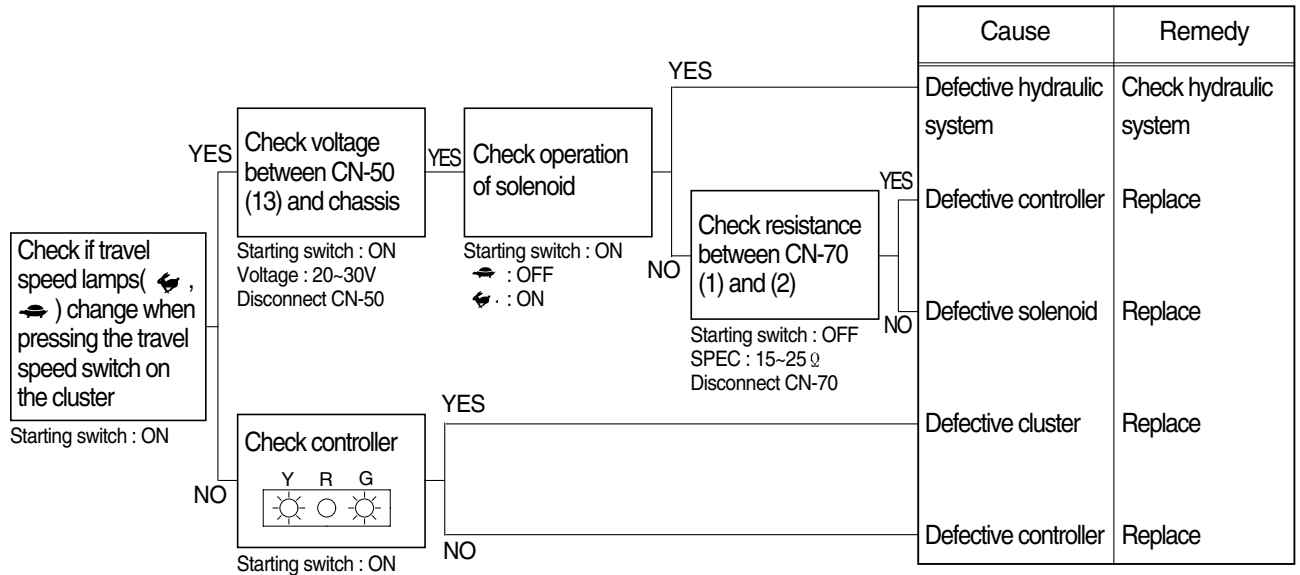 Cause
Remedy
YES
Defective hydraulic
system
Check hydraulic
system
YES
Check voltage
between CN-50
(13) and chassis
Starting switch : ON
Voltage : 20~30V
Disconnect CN-50
YES
Check operation
of solenoid
Starting switch : ON
: OFF
: ON
NO
YES
Check resistance
between CN-70
(1) and (2)
Starting switch : OFF
SPEC : 15~25 Ω
Disconnect CN-70
NO
Defective controller
Replace
Defective solenoid
Replace
Check if travel
speed lamps( ,
) change when
pressing the travel
speed switch on
the cluster
Starting switch : ON
NO
Check controller
Y R G
Starting switch : ON
YES
Defective cluster
Replace
NO
Defective controller
Replace